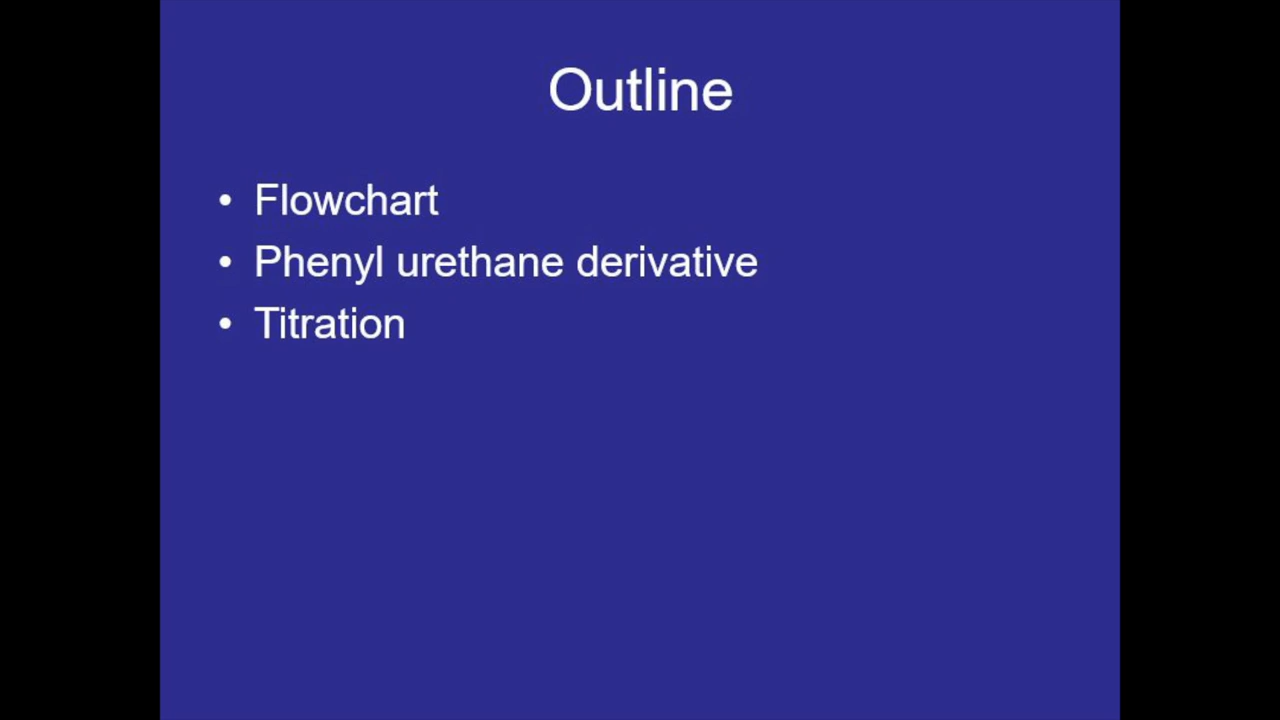 Outline
• Flowchart
• Phenyl urethane derivative
• Titration